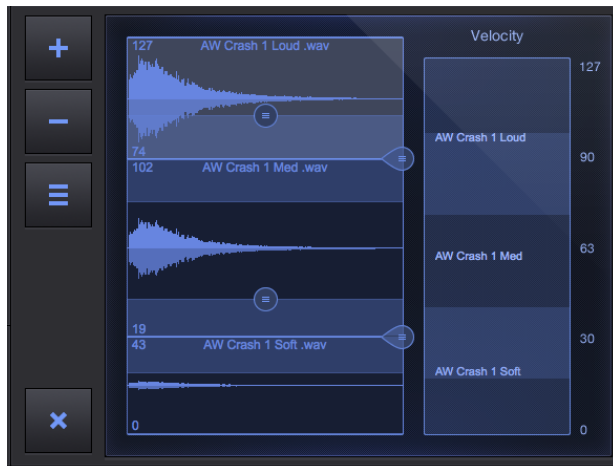 Velocity
127 AW Crash 1 Loud .wav
127
AW Crash 1 Loud
74
90
102 AW Crash 1 Med .wav
63
AW Crash 1 Med
19
30
43 AW Crash 1 Soft .wav
AW Crash 1 Soft
0
0